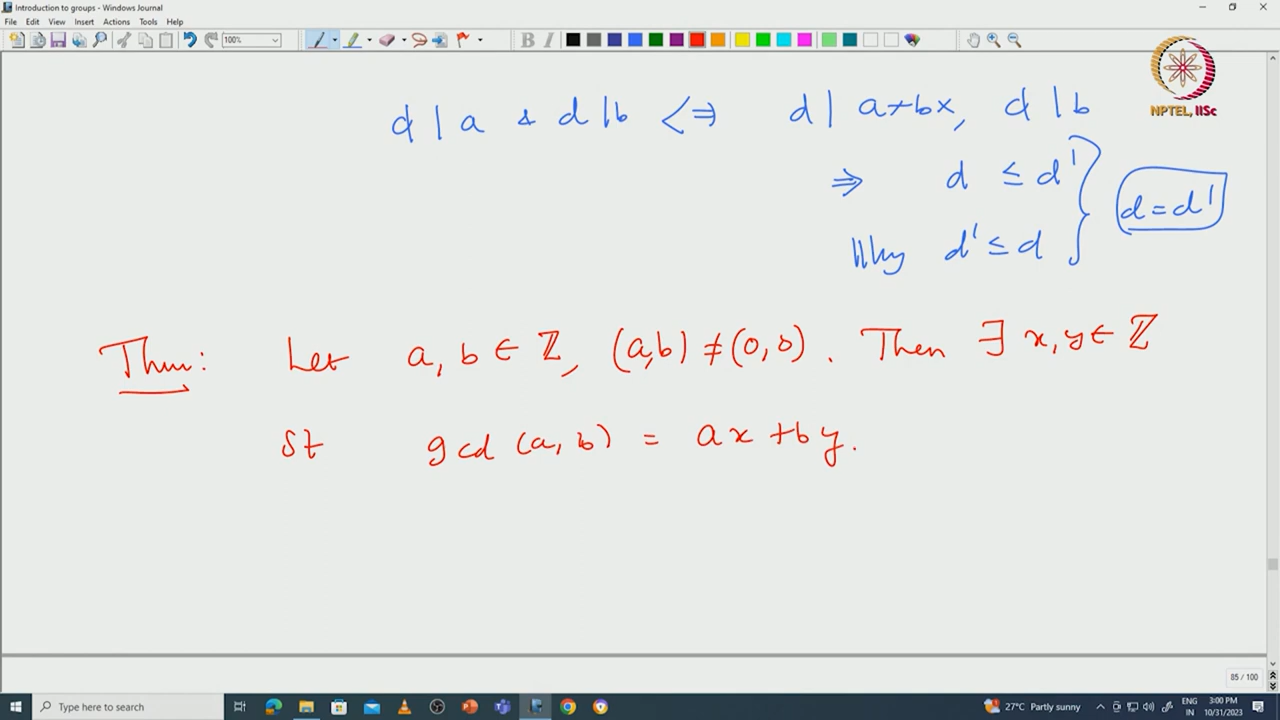 Introduction to groups - Windows Journal
File Edit View Insert Actions Tools Help
100%
B I
NPTEL, IISc
d | a & d | b <=> d | a+bx, d | b
⇒ d ≤ d'
lllly d' ≤ d
d = d'
Thm: Let a, b ∈ ℤ, (a,b) ≠ (0,0). Then ∃ x, y ∈ ℤ
st gcd (a, b) = ax + by.
85 / 100
Type here to search
27°C Partly sunny
ENG
IN
3:00 PM
10/31/2023